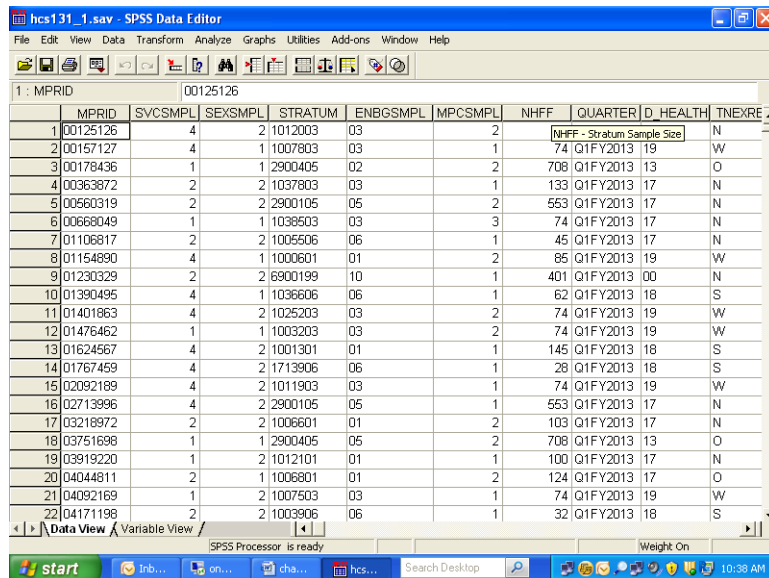 hcs131_1.sav - SPSS Data Editor
File Edit View Data Transform Analyze Graphs Utilities Add-ons Window Help
1 : MPRID 00125126
MPRID SVCSMPL SEXSMPL STRATUM ENBGSMPL MPCSMPL NHFF QUARTER D_HEALTH TNEXRE
1 00125126 4 2 1012003 03 2 N
NHFF - Stratum Sample Size
2 00157127 4 1 1007803 03 1 74 Q1FY2013 19 W
3 00178436 1 1 2900405 02 2 708 Q1FY2013 13 O
4 00363872 2 2 1037803 03 1 133 Q1FY2013 17 N
5 00560319 2 2 2900105 05 2 553 Q1FY2013 17 N
6 00668049 1 1 1038503 03 3 74 Q1FY2013 17 N
7 01106817 2 2 1005506 06 1 45 Q1FY2013 17 N
8 01154890 4 1 1000601 01 2 85 Q1FY2013 19 W
9 01230329 2 2 6900199 10 1 401 Q1FY2013 00 N
10 01390495 4 1 1036606 06 1 62 Q1FY2013 18 S
11 01401863 4 2 1025203 03 2 74 Q1FY2013 19 W
12 01476462 1 1 1003203 03 2 74 Q1FY2013 19 W
13 01624567 4 2 1001301 01 1 145 Q1FY2013 18 S
14 01767459 4 2 1713906 06 1 28 Q1FY2013 18 S
15 02092189 4 2 1011903 03 1 74 Q1FY2013 19 W
16 02713996 4 2 2900105 05 1 553 Q1FY2013 17 N
17 03218972 2 2 1006601 01 2 103 Q1FY2013 17 N
18 03751698 1 1 2900405 05 2 708 Q1FY2013 13 O
19 03919220 1 2 1012101 01 1 100 Q1FY2013 17 N
20 04044811 2 1 1006801 01 2 124 Q1FY2013 17 O
21 04092169 1 2 1007503 03 1 74 Q1FY2013 19 W
22 04171198 2 2 1003906 06 1 32 Q1FY2013 18 S
Data View Variable View
SPSS Processor is ready Weight On
start Inb... on... cha... hcs... Search Desktop 10:38 AM